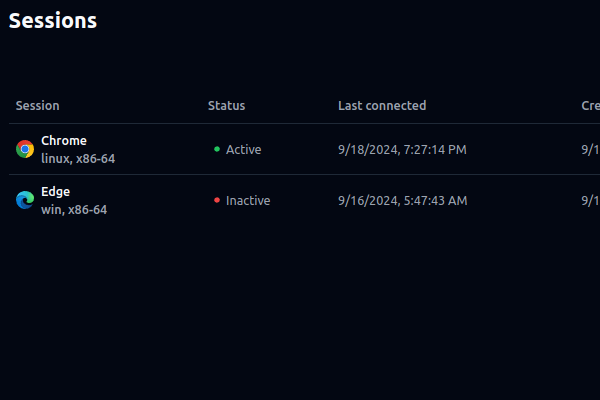 Sessions
Session Status Last connected Cre
Chrome
linux, x86-64
Active 9/18/2024, 7:27:14 PM 9/1
Edge
win, x86-64
Inactive 9/16/2024, 5:47:43 AM 9/1